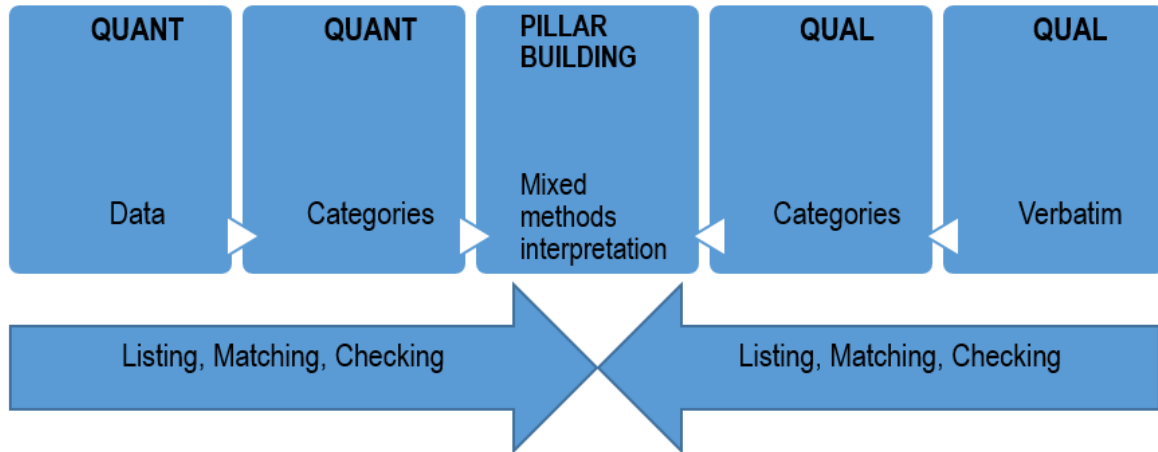 QUANT
Data
QUANT
Categories
PILLAR
BUILDING
Mixed
methods
interpretation
QUAL
Categories
QUAL
Verbatim
Listing, Matching, Checking
Listing, Matching, Checking